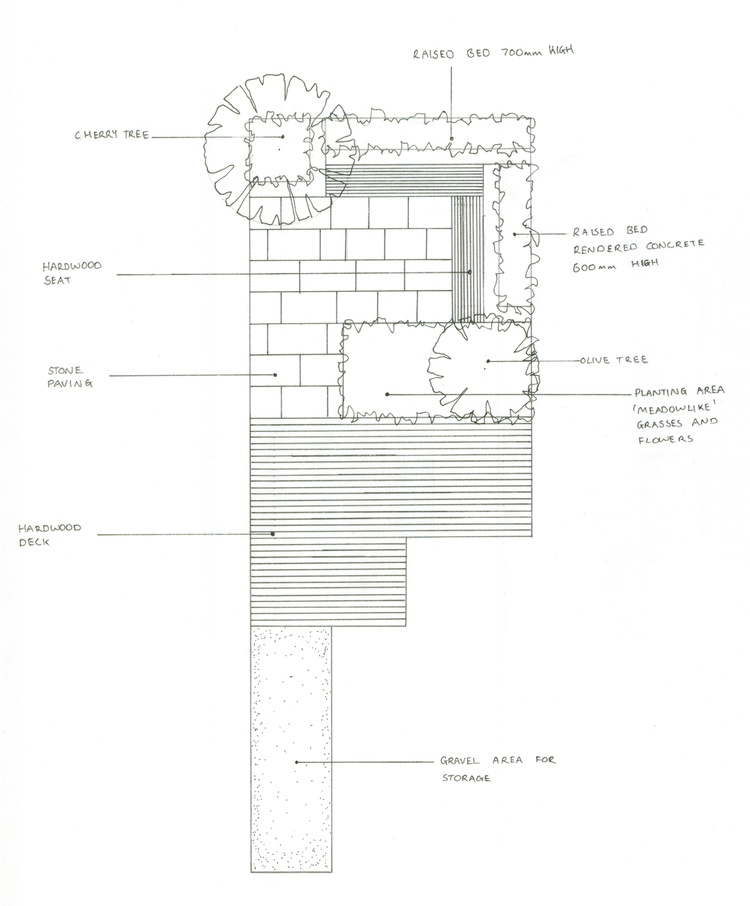 RAISED BED 700mm HIGH
CHERRY TREE
RAISED BED
RENDERED CONCRETE
600mm HIGH
HARDWOOD
SEAT
OLIVE TREE
STONE
PAVING
PLANTING AREA
'MEADOWLIKE'
GRASSES AND
FLOWERS
HARDWOOD
DECK
GRAVEL AREA FOR
STORAGE